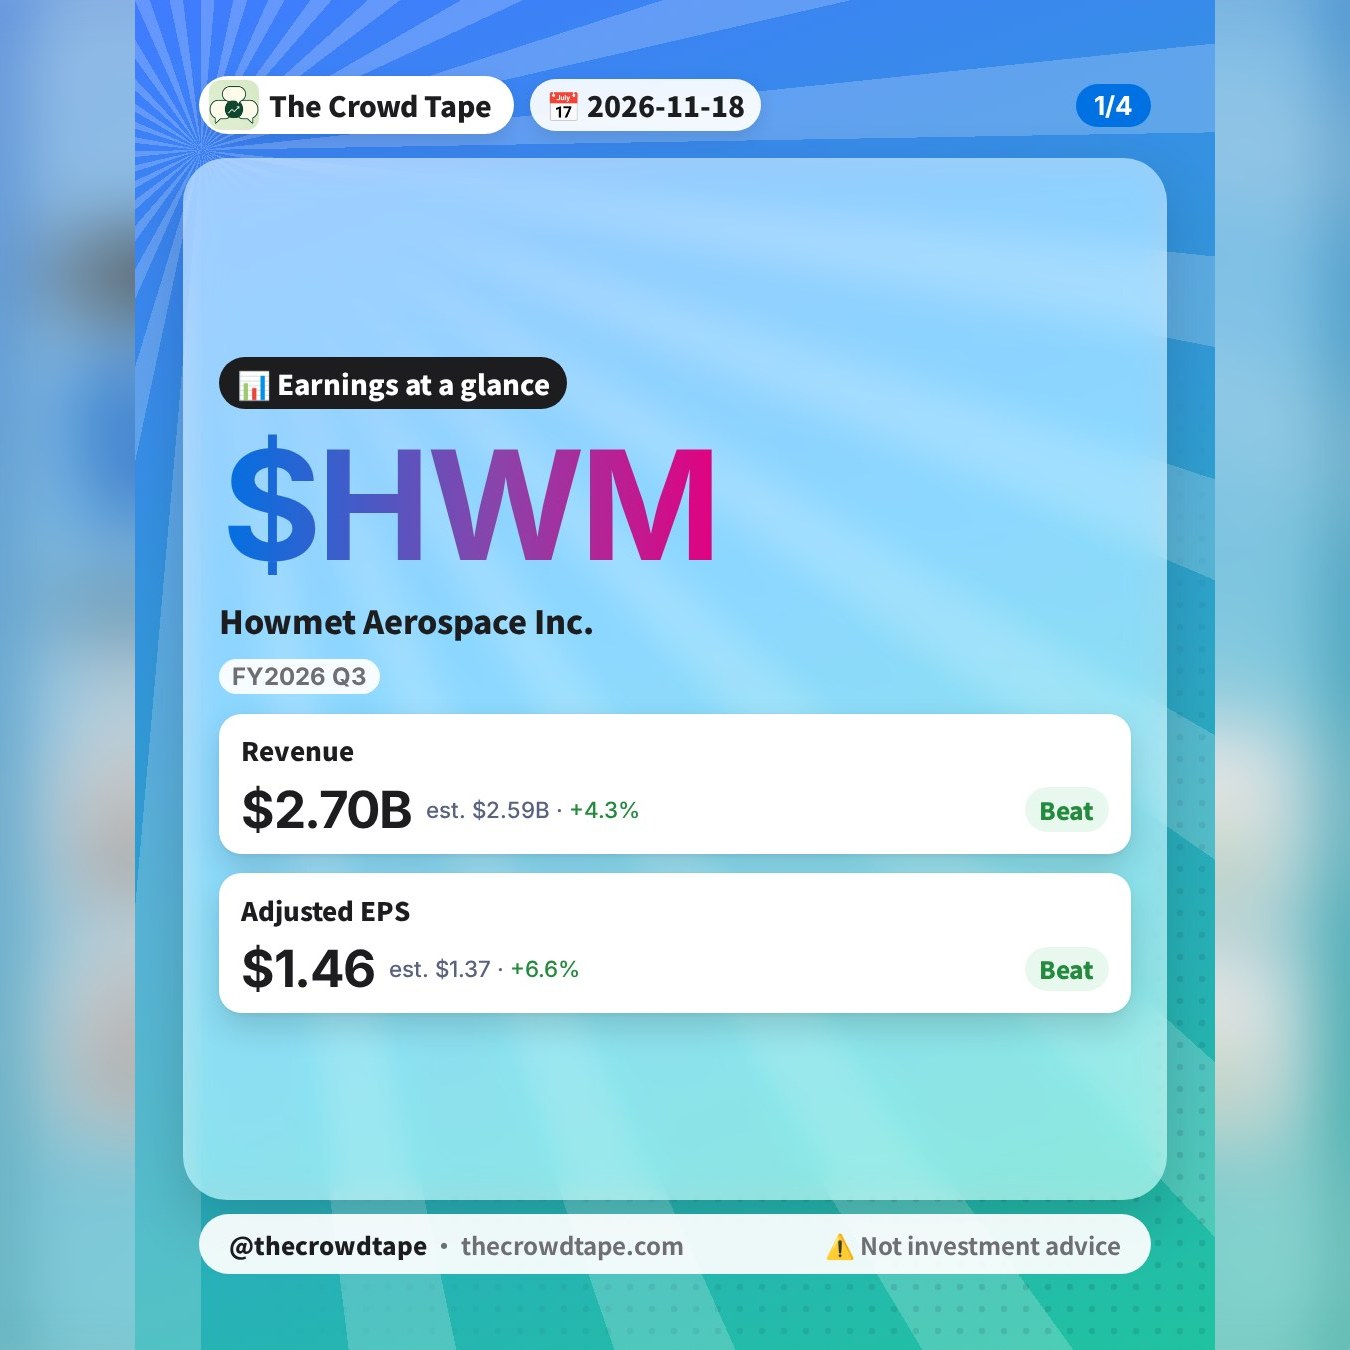 The Crowd Tape
📅 2026-11-18
1/4
📊 Earnings at a glance
$HWM
Howmet Aerospace Inc.
FY2026 Q3
Revenue
$2.70B est. $2.59B · +4.3%
Beat
Adjusted EPS
$1.46 est. $1.37 · +6.6%
Beat
@thecrowdtape • thecrowdtape.com
⚠️ Not investment advice